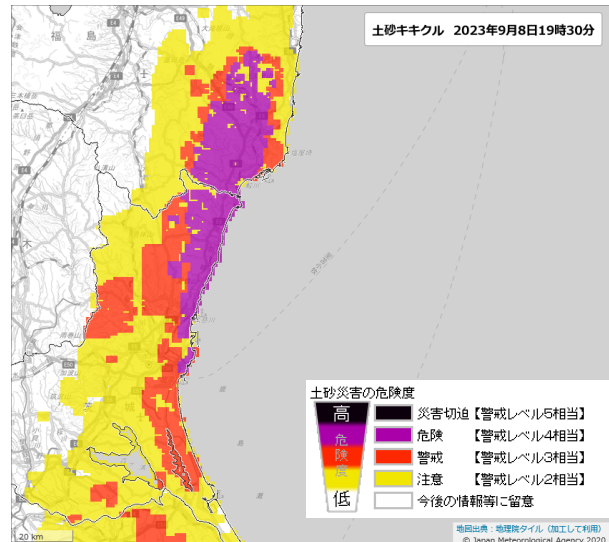 土砂キキクル 2023年9月8日19時30分
福島
土砂災害の危険度
高
危険度
低
災害切迫【警戒レベル5相当】
危険 【警戒レベル4相当】
警戒 【警戒レベル3相当】
注意 【警戒レベル2相当】
今後の情報等に留意
20 km
地図出典：地理院タイル（加工して利用）
© Japan Meteorological Agency 2020